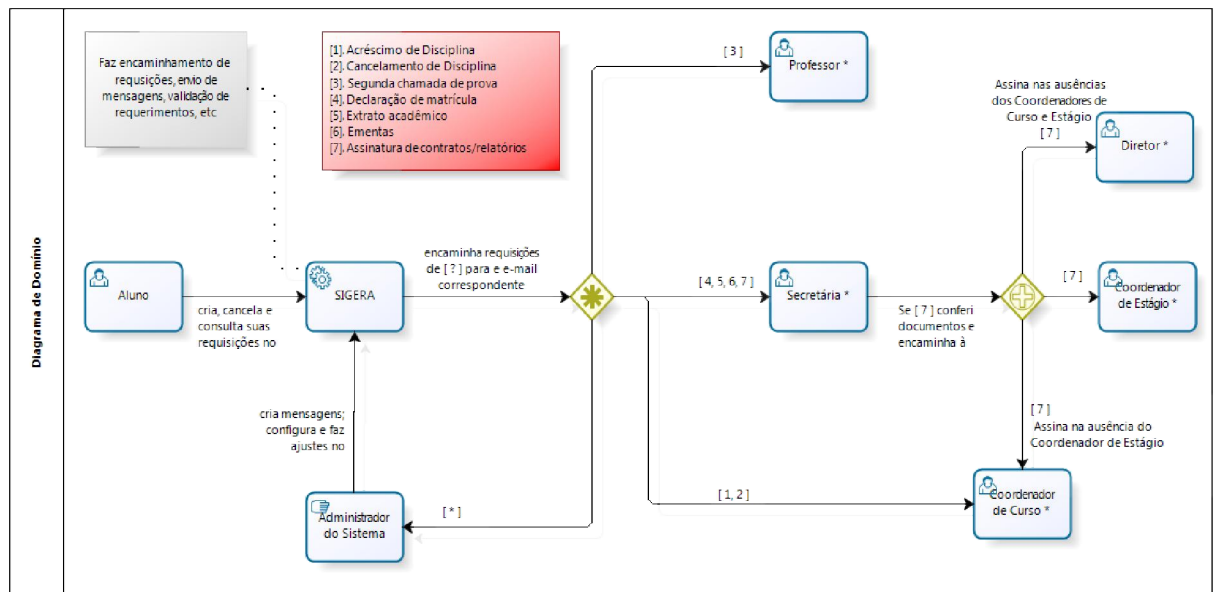 Diagrama de Domínio
Faz encaminhamento de
requsições, envio de
mensagens, validação de
requerimentos, etc
[1]. Acréscimo de Disciplina
[2]. Cancelamento de Disciplina
[3]. Segunda chamada de prova
[4]. Declaração de matrícula
[5]. Extrato acadêmico
[6]. Ementas
[7]. Assinatura de contratos/relatórios
[ 3 ]
Professor *
Assina nas ausências
dos Coordenadores de
Curso e Estágio
[ 7 ]
Diretor *
Aluno
cria, cancela e
consulta suas
requisições no
SIGERA
encaminha requisições
de [ ? ] para e e-mail
correspondente
[ 4, 5, 6, 7 ]
Secretária *
Se [ 7 ] conferi
documentos e
encaminha à
[ 7 ]
Coordenador
de Estágio *
cria mensagens;
configura e faz
ajustes no
[ 7 ]
Assina na ausência do
Coordenador de Estágio
Administrador
do Sistema
[ * ]
[ 1, 2 ]
Coordenador
de Curso *